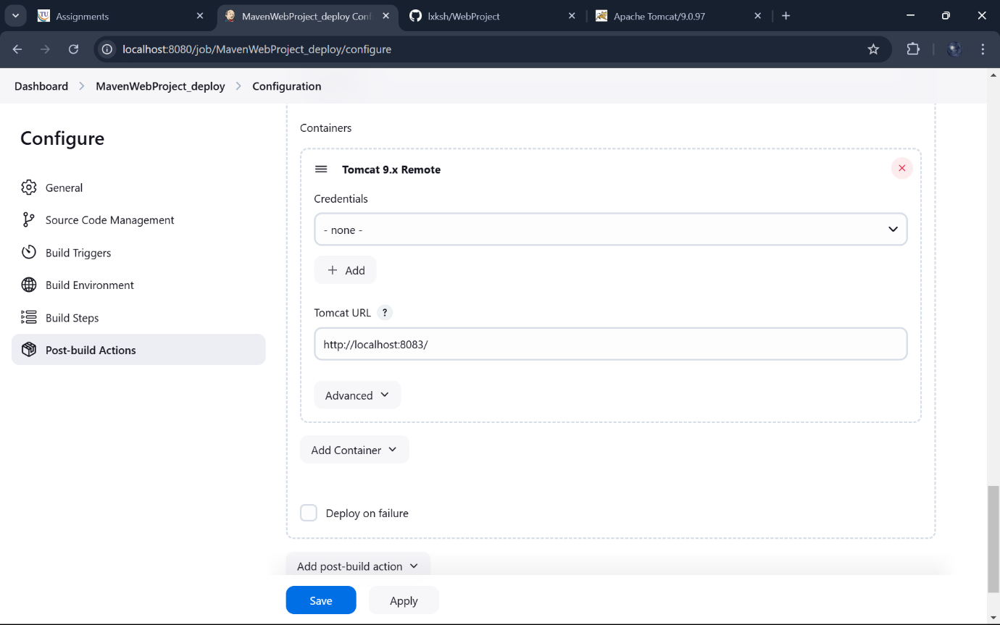 Assignments
MavenWebProject_deploy Conf
lxksh/WebProject
Apache Tomcat/9.0.97
localhost:8080/job/MavenWebProject_deploy/configure
Dashboard > MavenWebProject_deploy > Configuration
Configure
General
Source Code Management
Build Triggers
Build Environment
Build Steps
Post-build Actions
Containers
Tomcat 9.x Remote
Credentials
- none -
+ Add
Tomcat URL ?
http://localhost:8083/
Advanced
Add Container
Deploy on failure
Add post-build action
Save
Apply